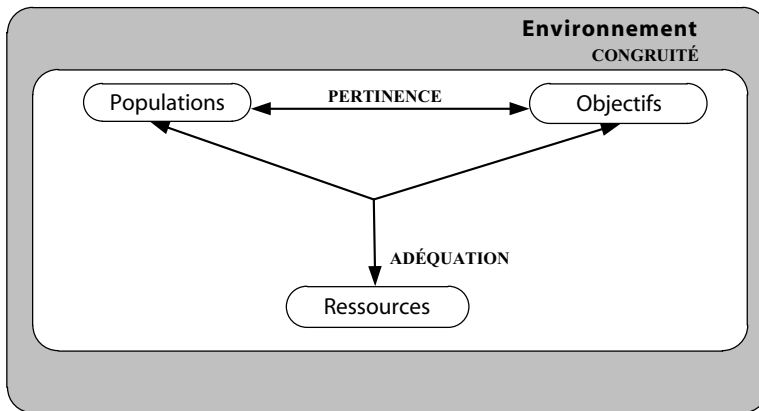 Environnement
CONGRUITÉ
Populations
PERTINENCE
Objectifs
ADÉQUATION
Ressources